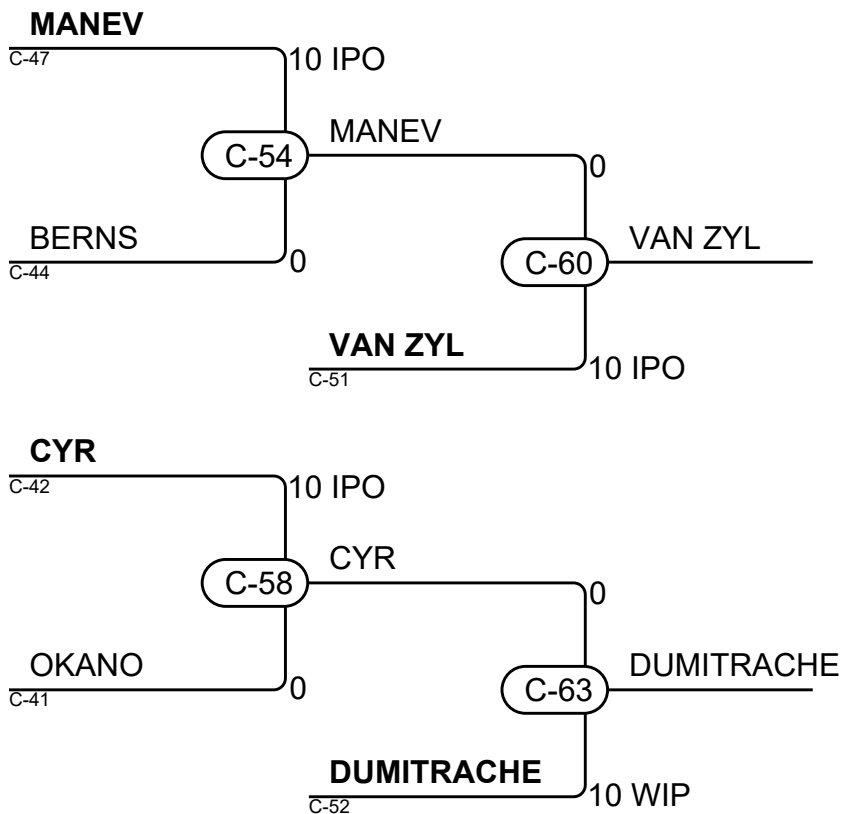 MANEV
C-47
10 IPO
C-54
MANEV
0
BERNS
C-44
0
C-60
VAN ZYL
VAN ZYL
C-51
10 IPO
CYR
C-42
10 IPO
C-58
CYR
0
OKANO
C-41
0
C-63
DUMITRACHE
DUMITRACHE
C-52
10 WIP